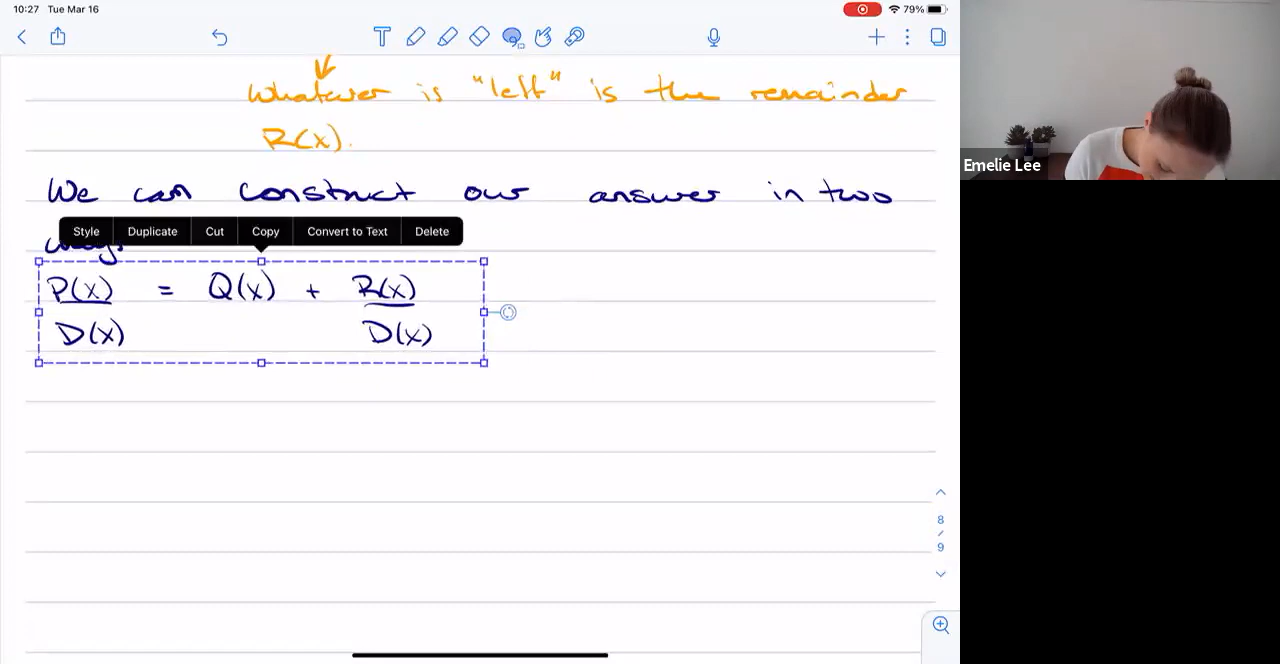 10:27 Tue Mar 16
79%
whatever is "left" is the remainder
R(x).
We can construct our answer in two
Style Duplicate Cut Copy Convert to Text Delete
P(x) = Q(x) + R(x)
D(x) D(x)
8
/
9
Emelie Lee